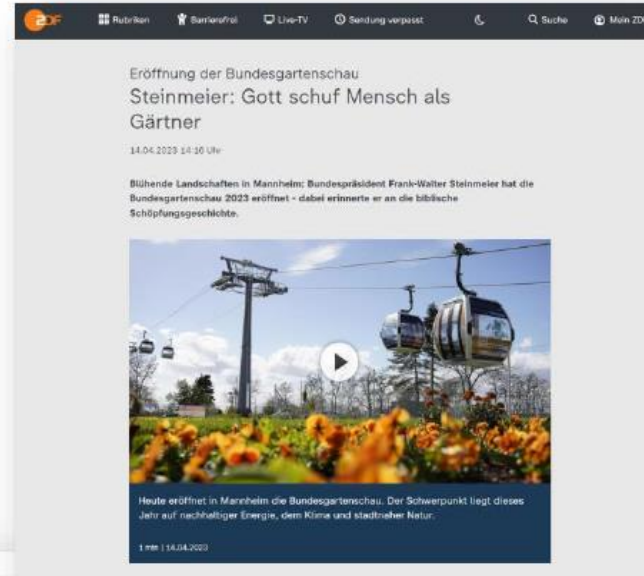 ZDF
Rubriken
Barrierefrei
Live-TV
Sendung verpasst
Suche
Mein ZD
Eröffnung der Bundesgartenschau
Steinmeier: Gott schuf Mensch als
Gärtner
14.04.2023 14:16 Uhr
Blühende Landschaften in Mannheim: Bundespräsident Frank-Walter Steinmeier hat die
Bundesgartenschau 2023 eröffnet - dabei erinnerte er an die biblische
Schöpfungsgeschichte.
Heute eröffnet in Mannheim die Bundesgartenschau. Der Schwerpunkt liegt dieses
Jahr auf nachhaltiger Energie, dem Klima und stadtnaher Natur.
1 min | 14.04.2023